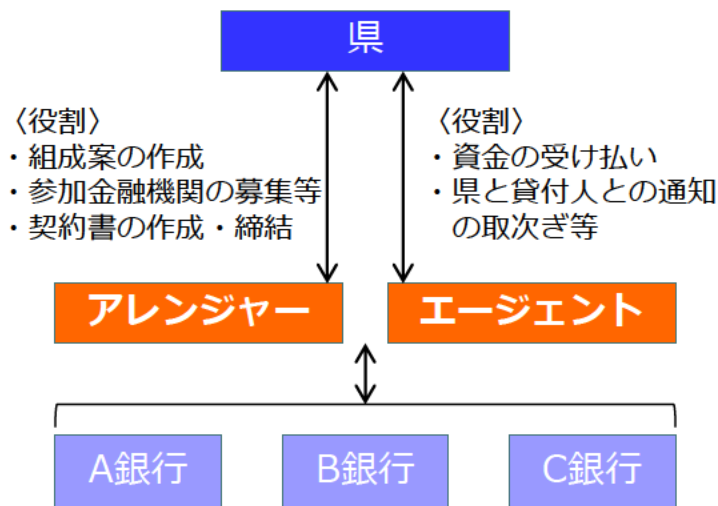 県
〈役割〉
・組成案の作成
・参加金融機関の募集等
・契約書の作成・締結
〈役割〉
・資金の受け払い
・県と貸付人との通知
の取次ぎ等
アレンジャー
エージェント
A銀行
B銀行
C銀行